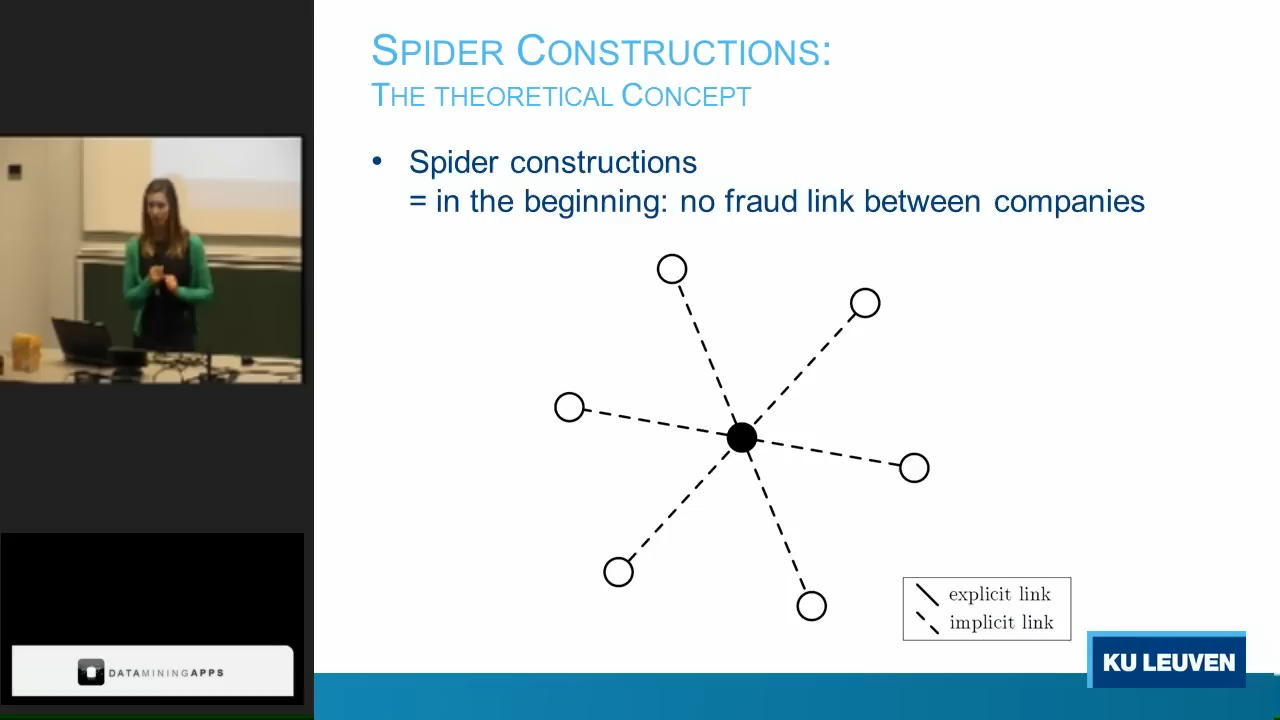 SPIDER CONSTRUCTIONS:
THE THEORETICAL CONCEPT
• Spider constructions
= in the beginning: no fraud link between companies
explicit link
implicit link
KU LEUVEN
DATAMININGAPPS